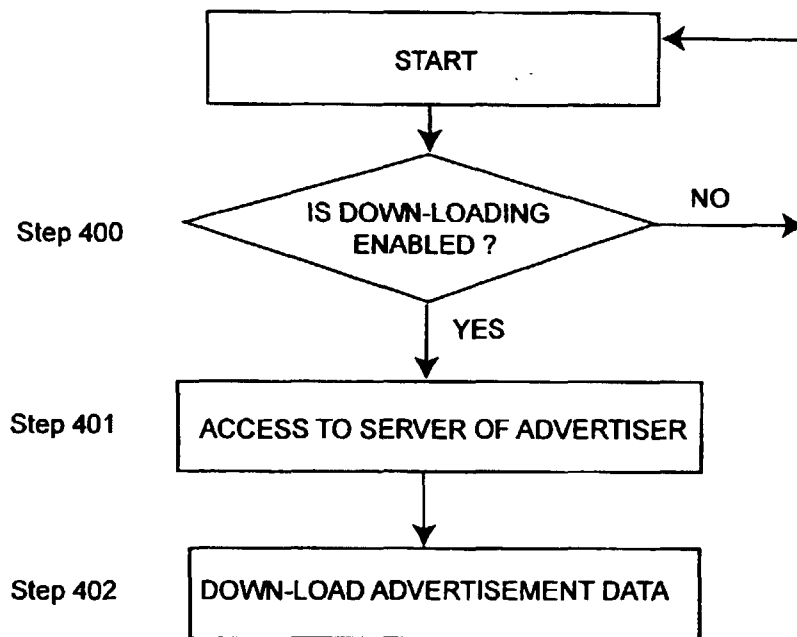 START
Step 400
IS DOWN-LOADING
ENABLED ?
NO
YES
Step 401
ACCESS TO SERVER OF ADVERTISER
Step 402
DOWN-LOAD ADVERTISEMENT DATA